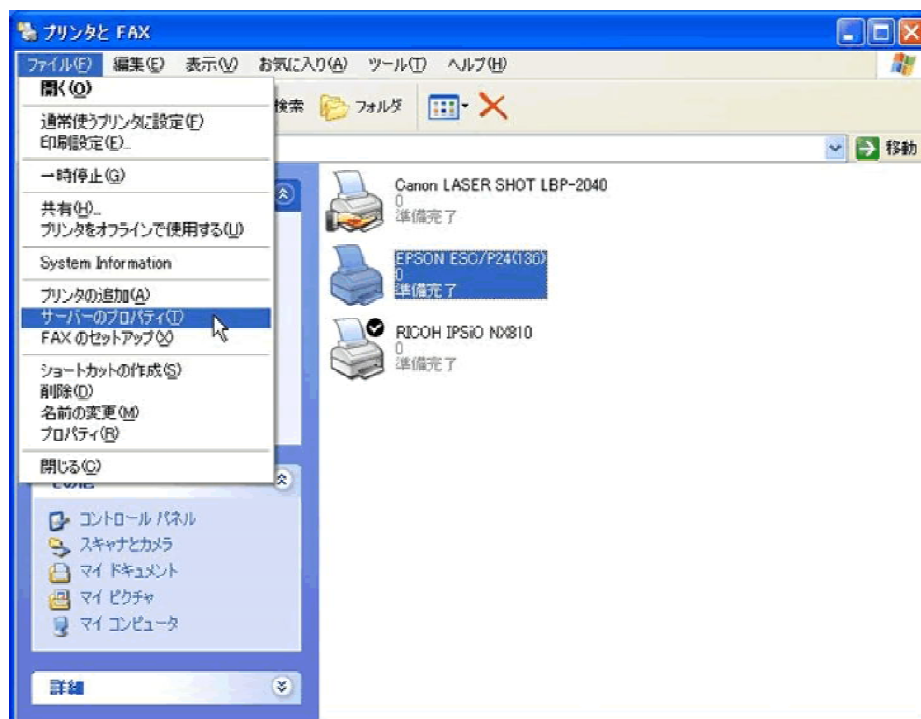 プリンタと FAX
ファイル(F) 編集(E) 表示(V) お気に入り(A) ツール(T) ヘルプ(H)
開く(O)
検索 フォルダ
通常使うプリンタに設定(F)
印刷設定(E)...
移動
一時停止(G)
共有(H)...
プリンタをオフラインで使用する(U)
System Information
プリンタの追加(A)
サーバーのプロパティ(T)
FAX のセットアップ(X)
ショートカットの作成(S)
削除(D)
名前の変更(M)
プロパティ(R)
閉じる(C)
Canon LASER SHOT LBP-2040
0
準備完了
EPSON ESC/P24(136)
0
準備完了
RICOH IPSiO NX810
0
準備完了
コントロール パネル
スキャナとカメラ
マイ ドキュメント
マイ ピクチャ
マイ コンピュータ
詳細